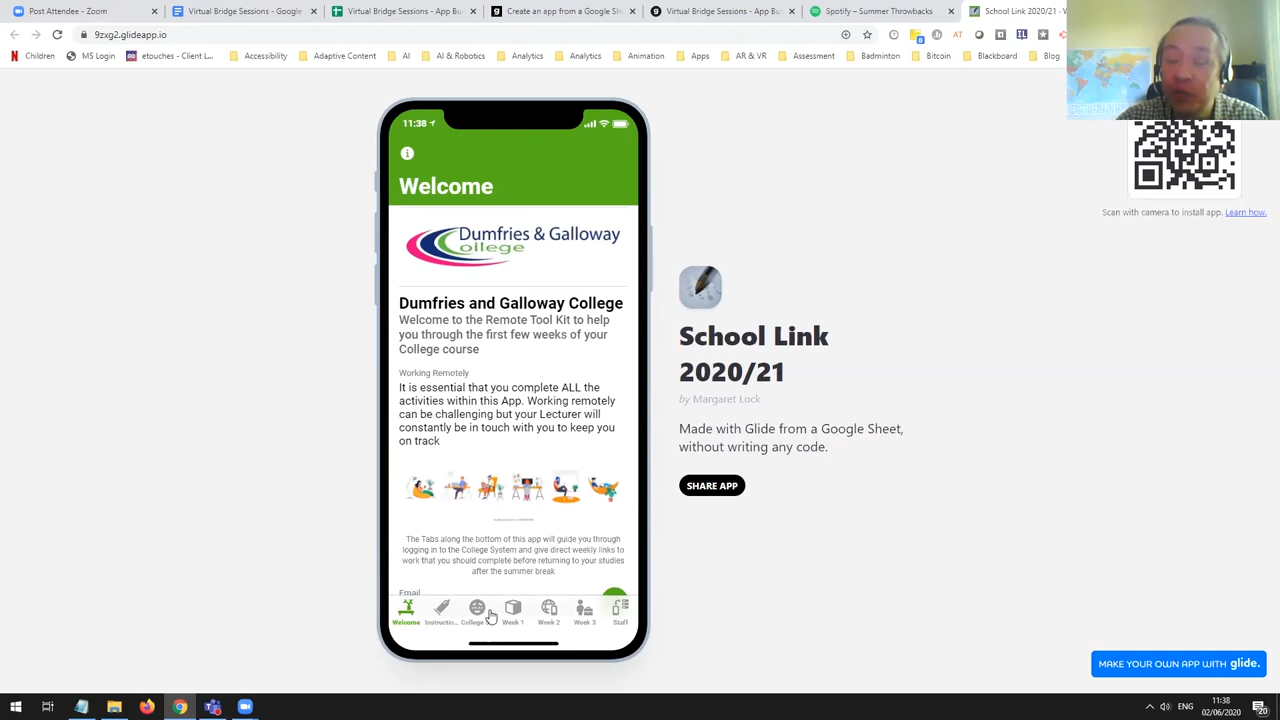 Post Attendee - Zoom
Virtual Bridge Sessions - Google
Virtual Bridge Sessions - App Bu
Create an app from a Google She
Virtual Bridge Sessions - App Bui
Spotify – Summer Throwbacks
School Link 2020/21 -
9zxg2.glideapp.io
Children
MS Login
etouches - Client L...
Accessibility
Adaptive Content
AI
AI & Robotics
Analytics
Analytics
Animation
Apps
AR & VR
Assessment
Badminton
Bitcoin
Blackboard
Blog
11:38
Welcome
Dumfries & Galloway
College
Dumfries and Galloway College
Welcome to the Remote Tool Kit to help
you through the first few weeks of your
College course
Working Remotely
It is essential that you complete ALL the
activities within this App. Working remotely
can be challenging but your Lecturer will
constantly be in touch with you to keep you
on track
The Tabs along the bottom of this app will guide you through
logging in to the College System and give direct weekly links to
work that you should complete before returning to your studies
after the summer break
Email
Welcome
Instructio...
College
Week 1
Week 2
Week 3
Staff
School Link
2020/21
by Margaret Lock
Made with Glide from a Google Sheet,
without writing any code.
SHARE APP
Scan with camera to install app. Learn how.
MAKE YOUR OWN APP WITH glide.
ENG
11:38
02/06/2020
20